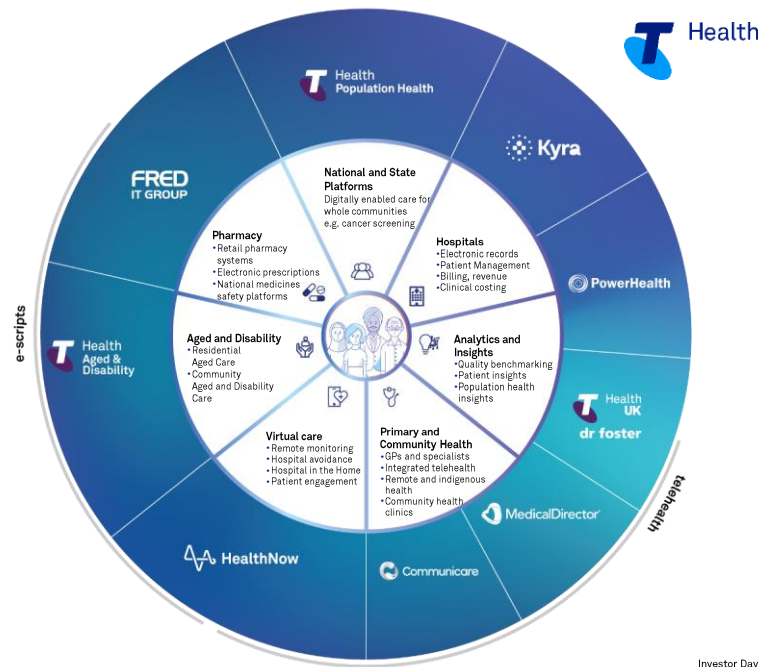 Health
Health
Population Health
Kyra
PowerHealth
Health
UK
dr foster
MedicalDirector
Communicare
HealthNow
Health
Aged &
Disability
FRED
IT GROUP
e-scripts
telehealth
National and State
Platforms
Digitally enabled care for
whole communities
e.g. cancer screening
Hospitals
•Electronic records
•Patient Management
•Billing, revenue
•Clinical costing
Analytics and
Insights
•Quality benchmarking
•Patient insights
•Population health
insights
Primary and
Community Health
•GPs and specialists
•Integrated telehealth
•Remote and indigenous
health
•Community health
clinics
Virtual care
•Remote monitoring
•Hospital avoidance
•Hospital in the Home
•Patient engagement
Aged and Disability
•Residential
Aged Care
•Community
Aged and Disability
Care
Pharmacy
•Retail pharmacy
systems
•Electronic prescriptions
•National medicines
safety platforms
Investor Day